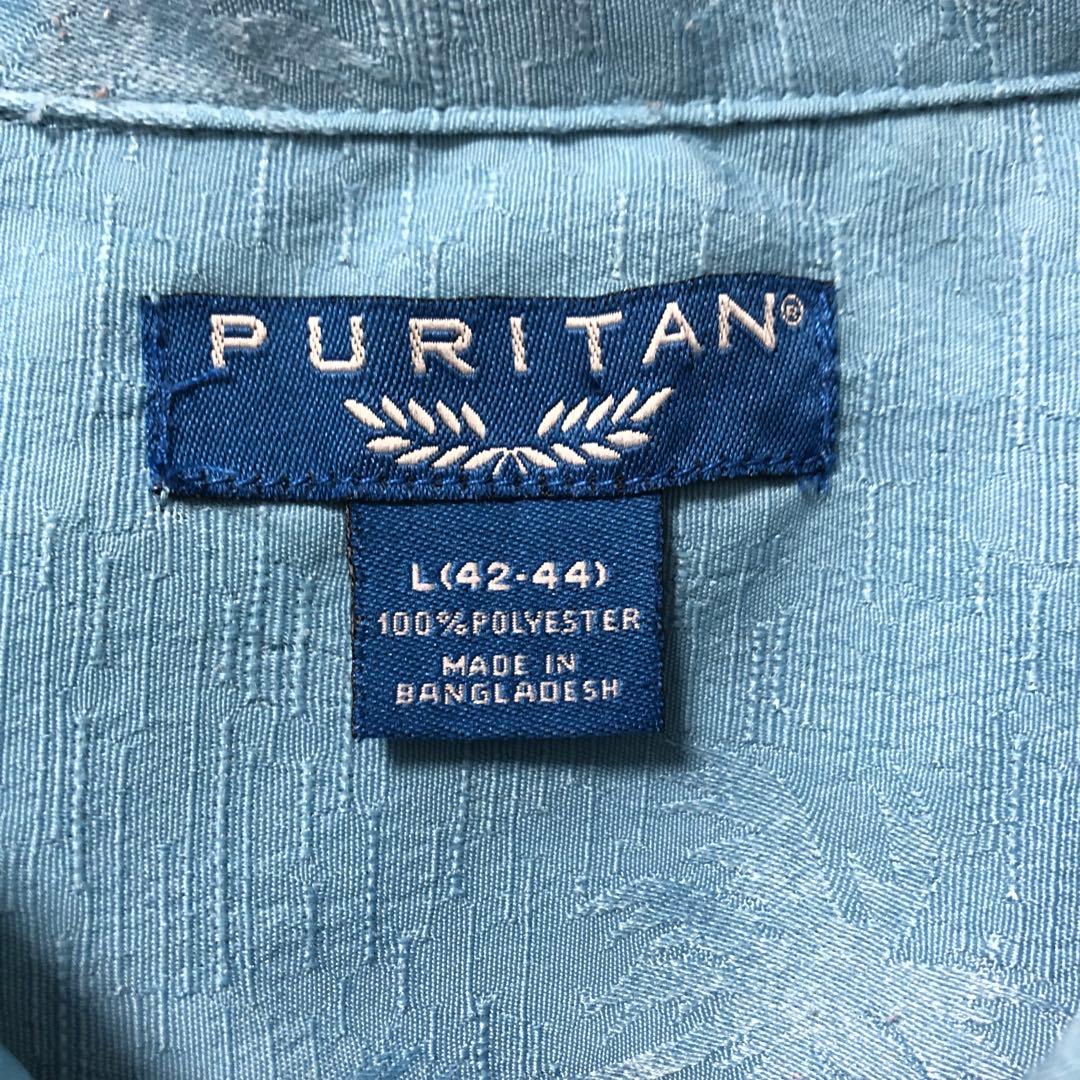 PURITAN®
L(42-44)
100%POLYESTER
MADE IN
BANGLADESH